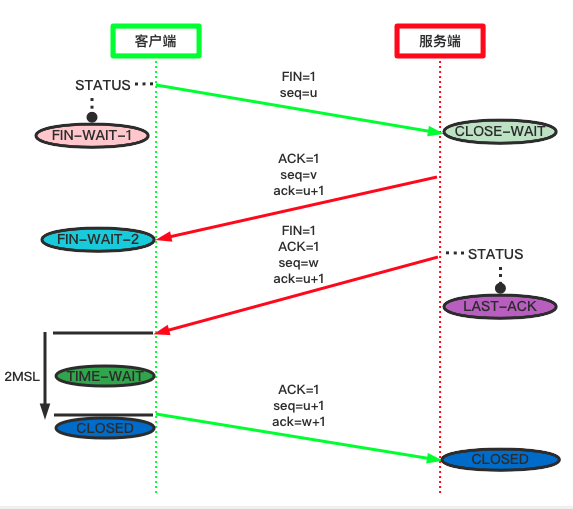 客户端
服务端
STATUS
FIN=1
seq=u
FIN-WAIT-1
CLOSE-WAIT
ACK=1
seq=v
ack=u+1
FIN-WAIT-2
FIN=1
ACK=1
seq=w
ack=u+1
STATUS
LAST-ACK
2MSL
TIME-WAIT
ACK=1
seq=u+1
ack=w+1
CLOSED
CLOSED